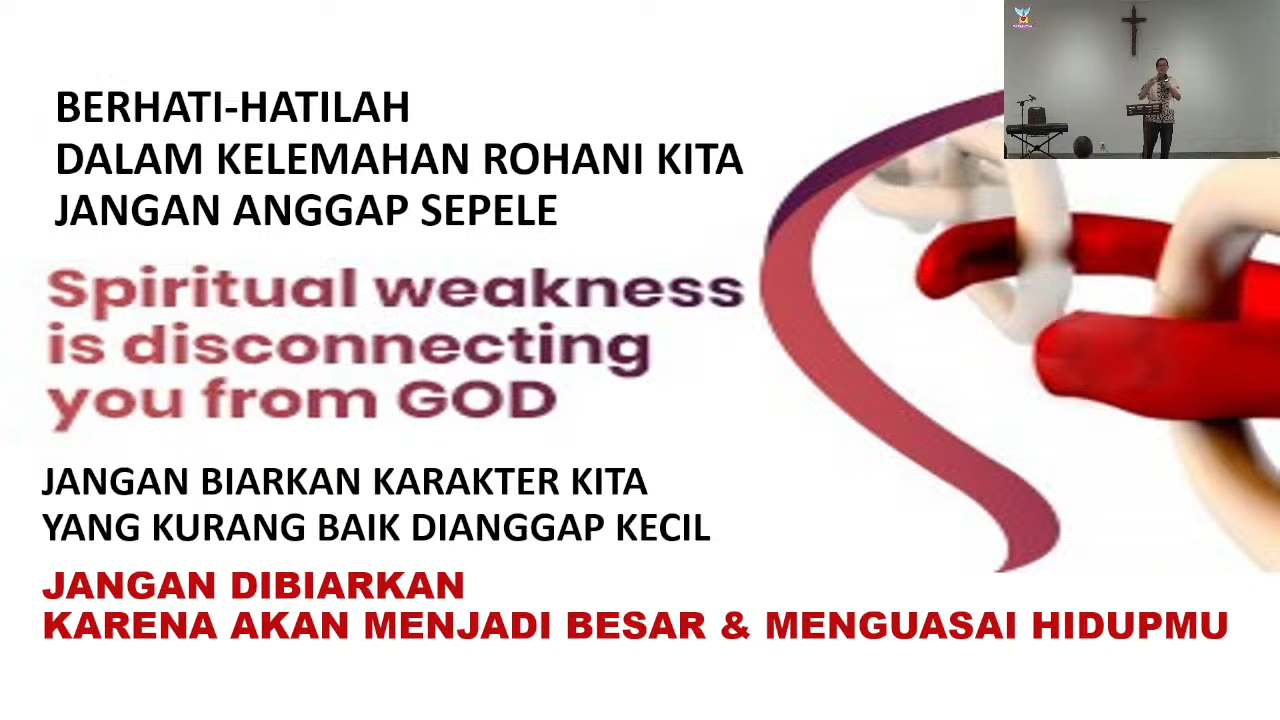 BERHATI-HATILAH
DALAM KELEMAHAN ROHANI KITA
JANGAN ANGGAP SEPELE
Spiritual weakness
is disconnecting
you from GOD
JANGAN BIARKAN KARAKTER KITA
YANG KURANG BAIK DIANGGAP KECIL
JANGAN DIBIARKAN
KARENA AKAN MENJADI BESAR & MENGUASAI HIDUPMU